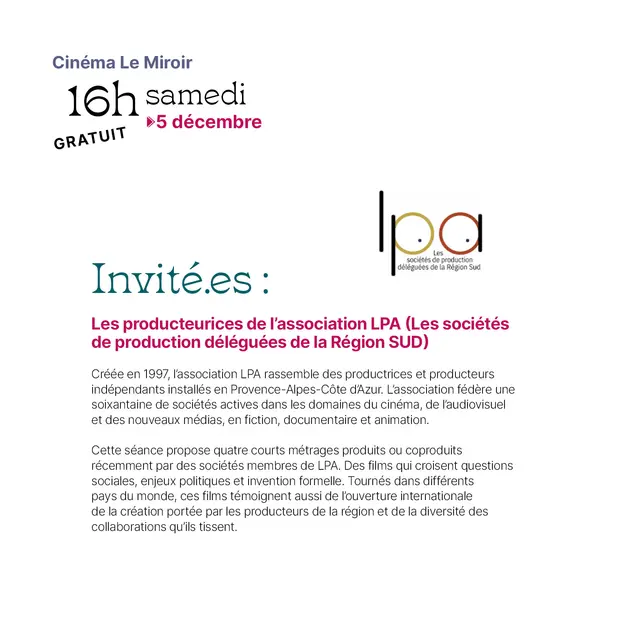 Cinéma Le Miroir
16h samedi
5 décembre
GRATUIT
lpa
Les
sociétés de production
déléguées de la Région Sud
Invité.es :
Les producteurices de l’association LPA (Les sociétés
de production déléguées de la Région SUD)
Créée en 1997, l’association LPA rassemble des productrices et producteurs
indépendants installés en Provence-Alpes-Côte d’Azur. L’association fédère une
soixantaine de sociétés actives dans les domaines du cinéma, de l’audiovisuel
et des nouveaux médias, en fiction, documentaire et animation.
Cette séance propose quatre courts métrages produits ou coproduits
récemment par des sociétés membres de LPA. Des films qui croisent questions
sociales, enjeux politiques et invention formelle. Tournés dans différents
pays du monde, ces films témoignent aussi de l’ouverture internationale
de la création portée par les producteurs de la région et de la diversité des
collaborations qu’ils tissent.